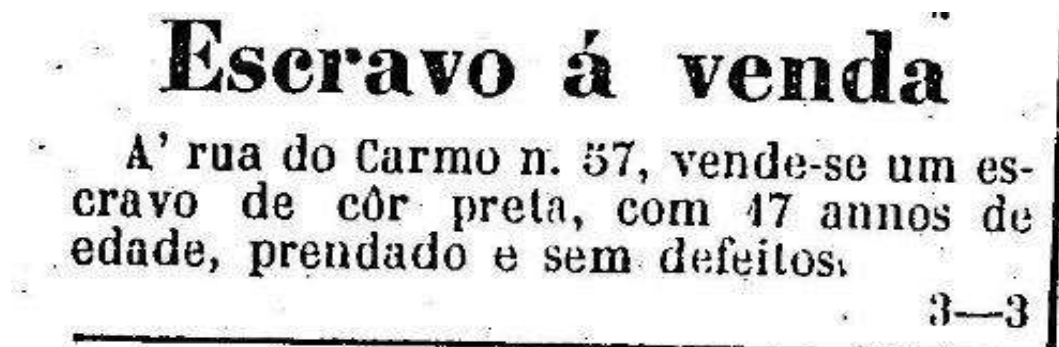 Escravo á venda
A' rua do Carmo n. 57, vende-se um es-
cravo de côr preta, com 17 annos de
edade, prendado e sem defeitos.
3—3